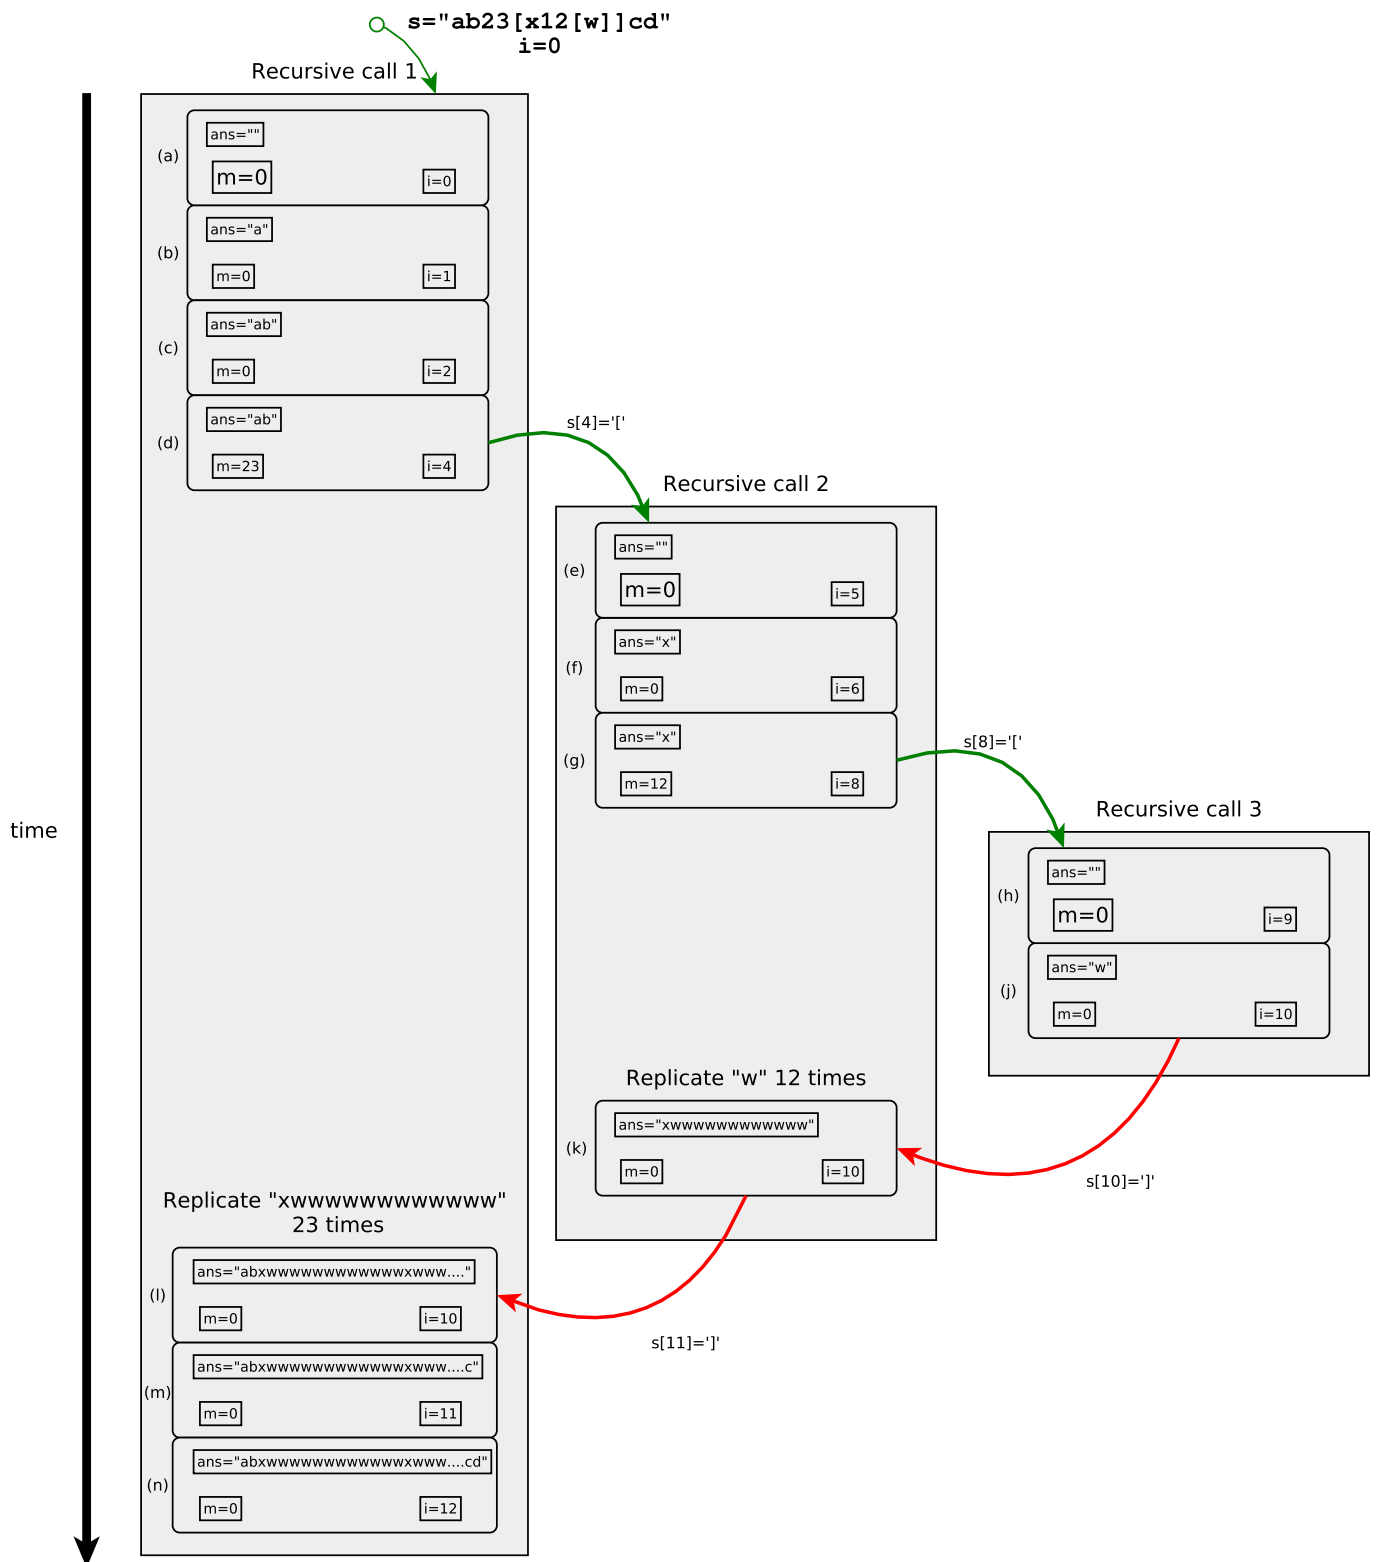 s="ab23[x12[w]]cd"
i=0
Recursive call 1
ans=""
(a)
m=0
i=0
ans="a"
(b)
m=0
i=1
ans="ab"
(c)
m=0
i=2
ans="ab"
(d)
m=23
i=4
s[4]='['
Recursive call 2
ans=""
(e)
m=0
i=5
ans="x"
(f)
m=0
i=6
ans="x"
(g)
m=12
i=8
s[8]='['
time
Recursive call 3
ans=""
(h)
m=0
i=9
ans="w"
(j)
m=0
i=10
Replicate "w" 12 times
ans="xwwwwwwwwwwww"
(k)
m=0
i=10
s[10]=']'
Replicate "xwwwwwwwwwwww"
23 times
ans="abxwwwwwwwwwwwwxwww...."
(l)
m=0
i=10
s[11]=']'
ans="abxwwwwwwwwwwwwxwww....c"
(m)
m=0
i=11
ans="abxwwwwwwwwwwwwxwww....cd"
(n)
m=0
i=12